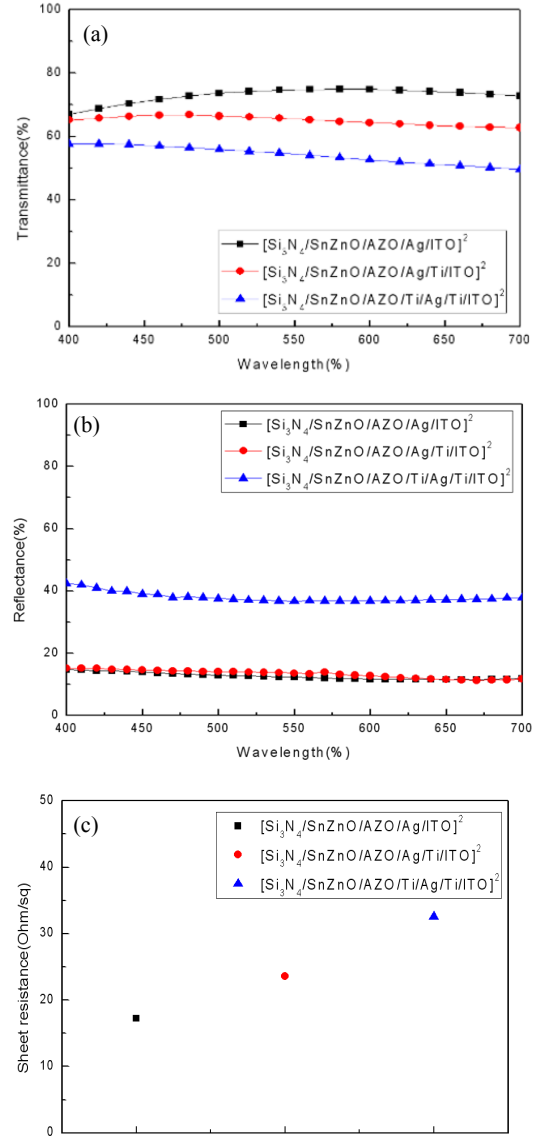 (a)
100
80
60
40
20
0
Transmittance(%)
[Si₃N₄/SnZnO/AZO/Ag/ITO]²
[Si₃N₄/SnZnO/AZO/Ag/Ti/ITO]²
[Si₃N₄/SnZnO/AZO/Ti/Ag/Ti/ITO]²
400 450 500 550 600 650 700
Wavelength(%)
(b)
100
80
60
40
20
0
Reflectance(%)
[Si₃N₄/SnZnO/AZO/Ag/ITO]²
[Si₃N₄/SnZnO/AZO/Ag/Ti/ITO]²
[Si₃N₄/SnZnO/AZO/Ti/Ag/Ti/ITO]²
400 450 500 550 600 650 700
Wavelength(%)
(c)
50
40
30
20
10
0
Sheet resistance(Ohm/sq)
[Si₃N₄/SnZnO/AZO/Ag/ITO]²
[Si₃N₄/SnZnO/AZO/Ag/Ti/ITO]²
[Si₃N₄/SnZnO/AZO/Ti/Ag/Ti/ITO]²